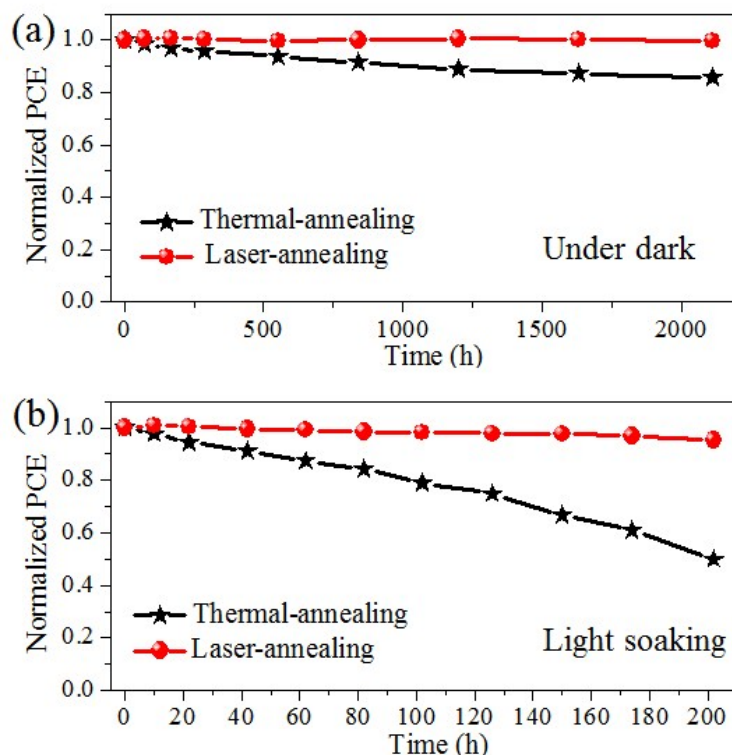 (a)
Normalized PCE
1.0
0.8
0.6
0.4
0.2
0.0
Thermal-annealing
Laser-annealing
Under dark
0 500 1000 1500 2000
Time (h)
(b)
Normalized PCE
1.0
0.8
0.6
0.4
0.2
0.0
Thermal-annealing
Laser-annealing
Light soaking
0 20 40 60 80 100 120 140 160 180 200
Time (h)